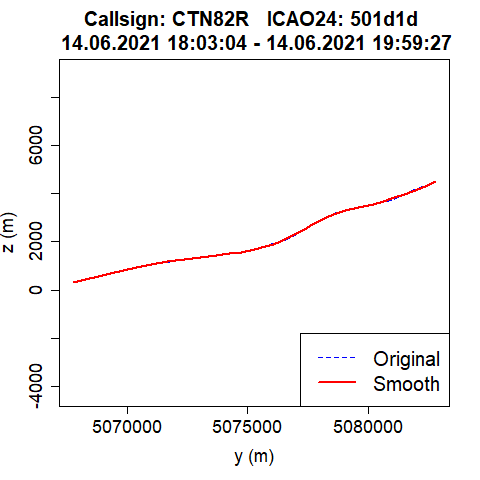 Callsign: CTN82R   ICAO24: 501d1d
14.06.2021 18:03:04 - 14.06.2021 19:59:27
z (m)
6000
2000
0
-4000
Original
Smooth
5070000 5075000 5080000
y (m)